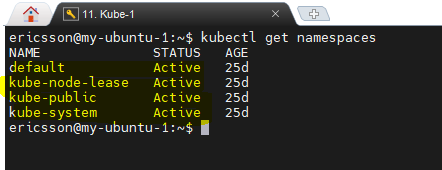 11. Kube-1
ericsson@my-ubuntu-1:~$ kubectl get namespaces
NAME STATUS AGE
default Active 25d
kube-node-lease Active 25d
kube-public Active 25d
kube-system Active 25d
ericsson@my-ubuntu-1:~$